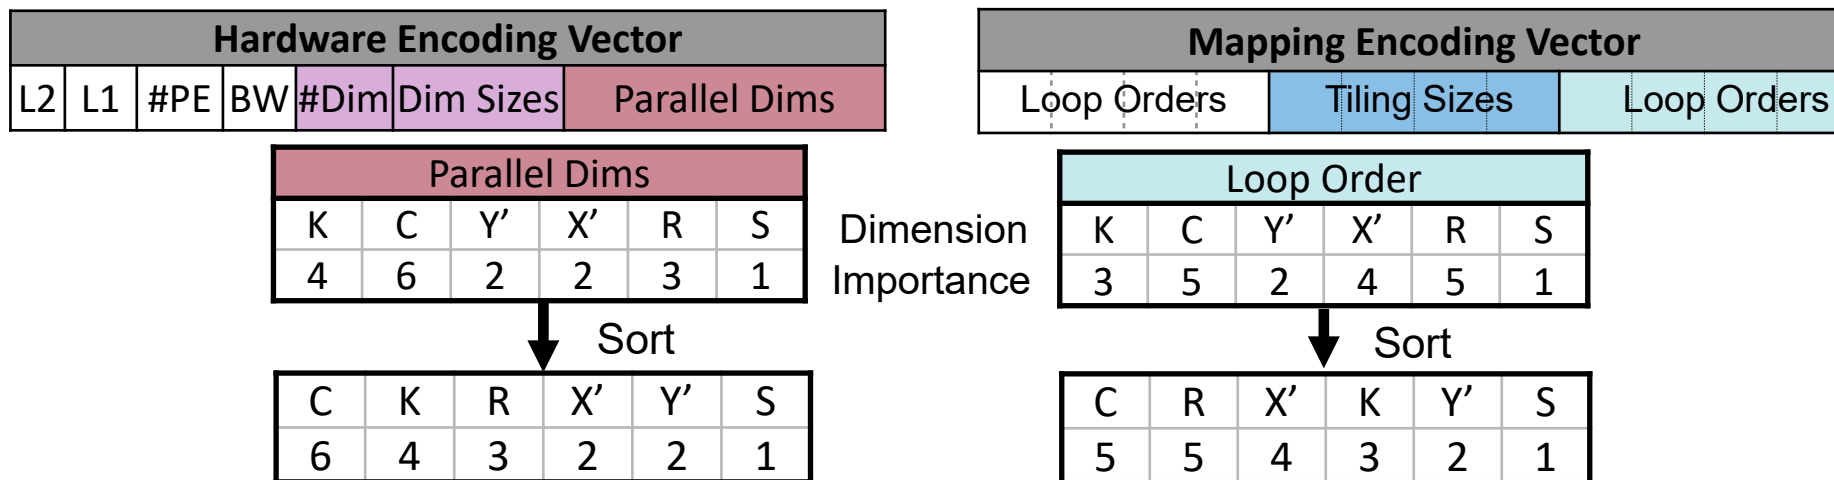 Hardware Encoding Vector
L2 L1 #PE BW #Dim Dim Sizes Parallel Dims
Parallel Dims
K C Y’ X’ R S
4 6 2 2 3 1
Sort
C K R X’ Y’ S
6 4 3 2 2 1
Dimension
Importance
Mapping Encoding Vector
Loop Orders Tiling Sizes Loop Orders
Loop Order
K C Y’ X’ R S
3 5 2 4 5 1
Sort
C R X’ K Y’ S
5 5 4 3 2 1